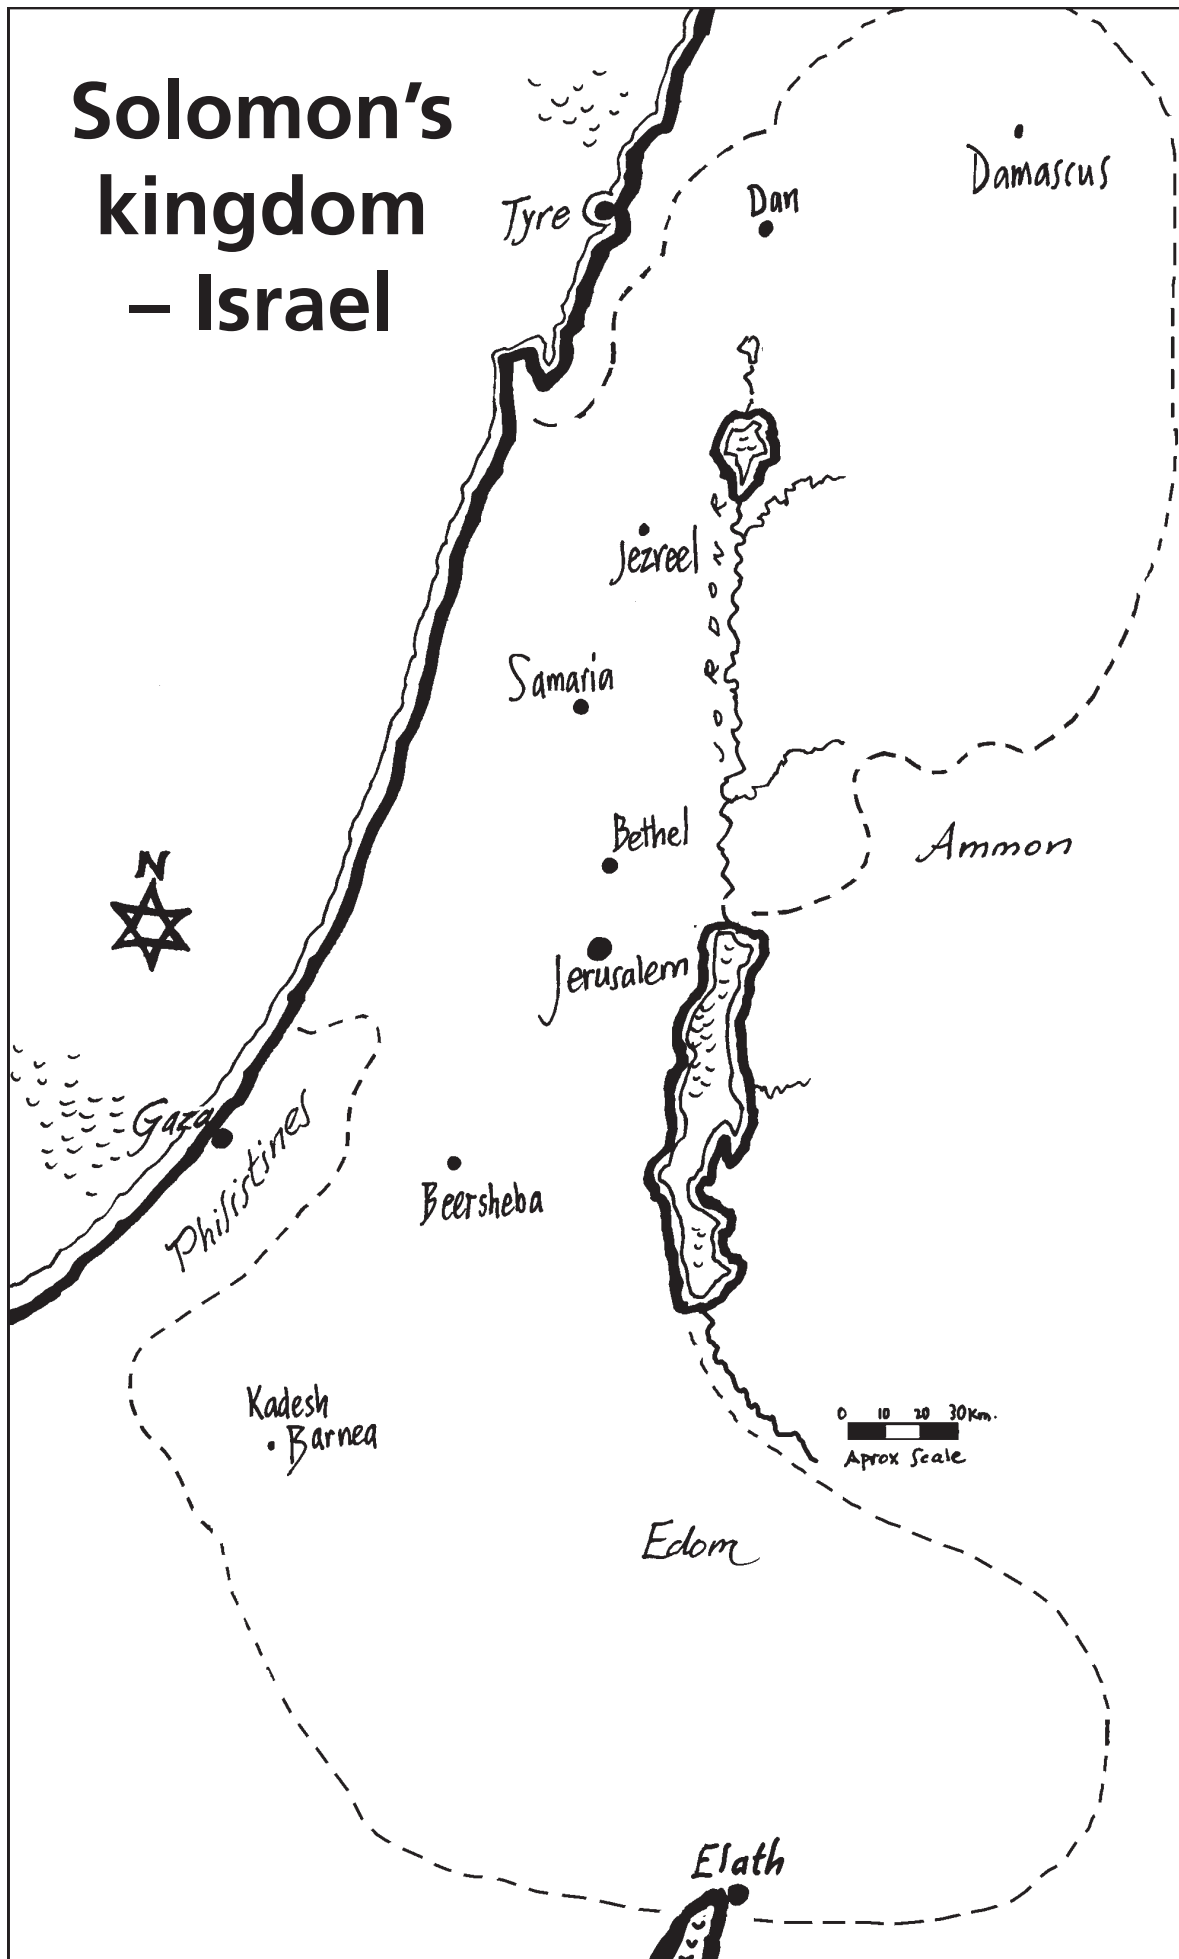 Solomon's
kingdom
– Israel
Damascus
Dan
Tyre
Jezreel
JORDAN R
Samaria
Bethel
Ammon
N
Jerusalem
Gaza
Philistines
Beersheba
Kadesh
Barnea
0 10 20 30Km.
Aprox Scale
Edom
Elath